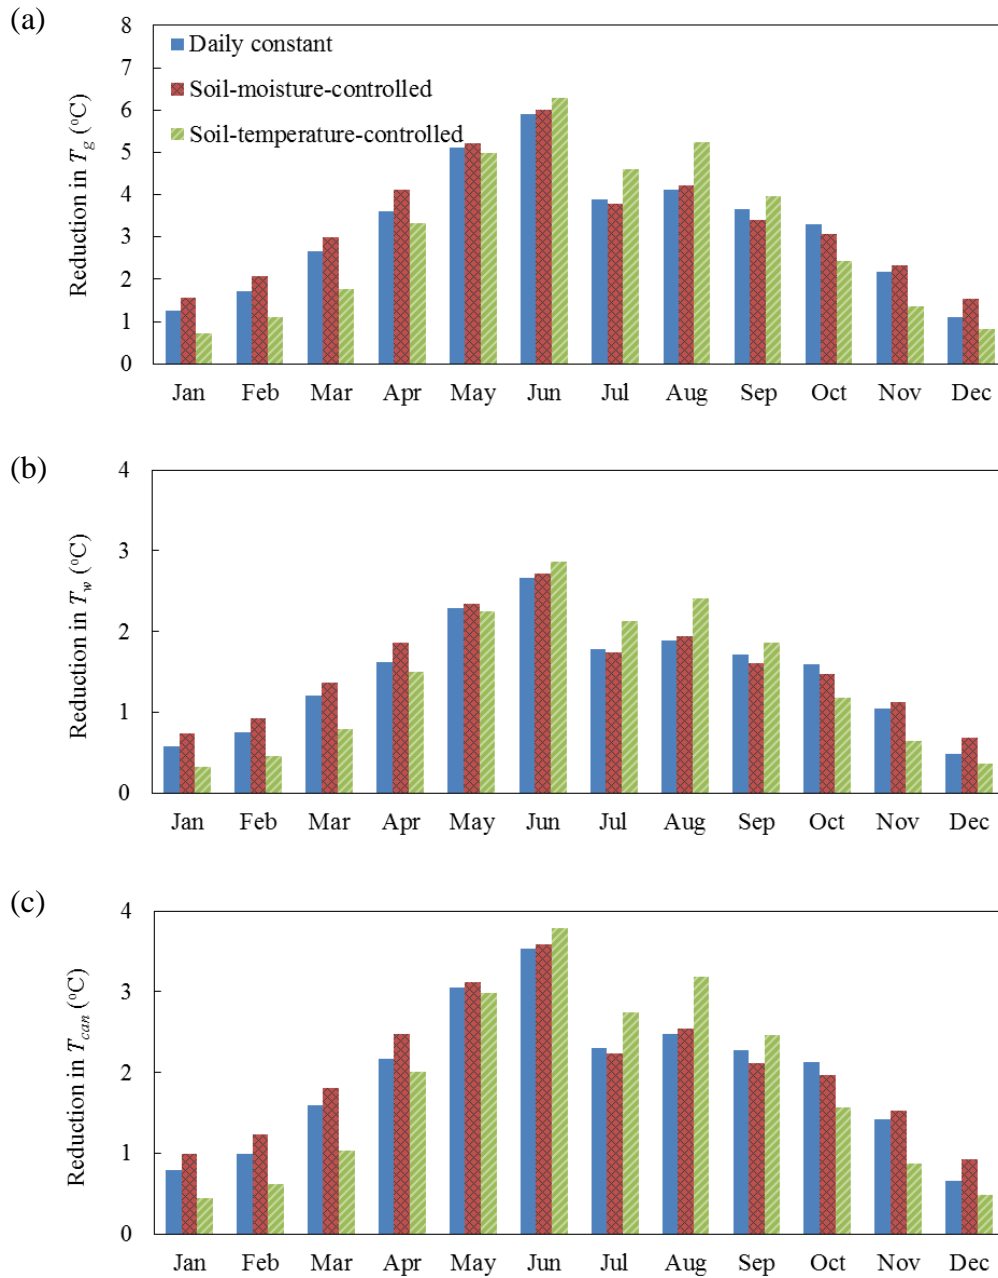 (a)
Reduction in Tg (°C)
8
7
6
5
4
3
2
1
0
Daily constant
Soil-moisture-controlled
Soil-temperature-controlled
Jan Feb Mar Apr May Jun Jul Aug Sep Oct Nov Dec
(b)
Reduction in Tw (°C)
4
3
2
1
0
Jan Feb Mar Apr May Jun Jul Aug Sep Oct Nov Dec
(c)
Reduction in Tcan (°C)
4
3
2
1
0
Jan Feb Mar Apr May Jun Jul Aug Sep Oct Nov Dec